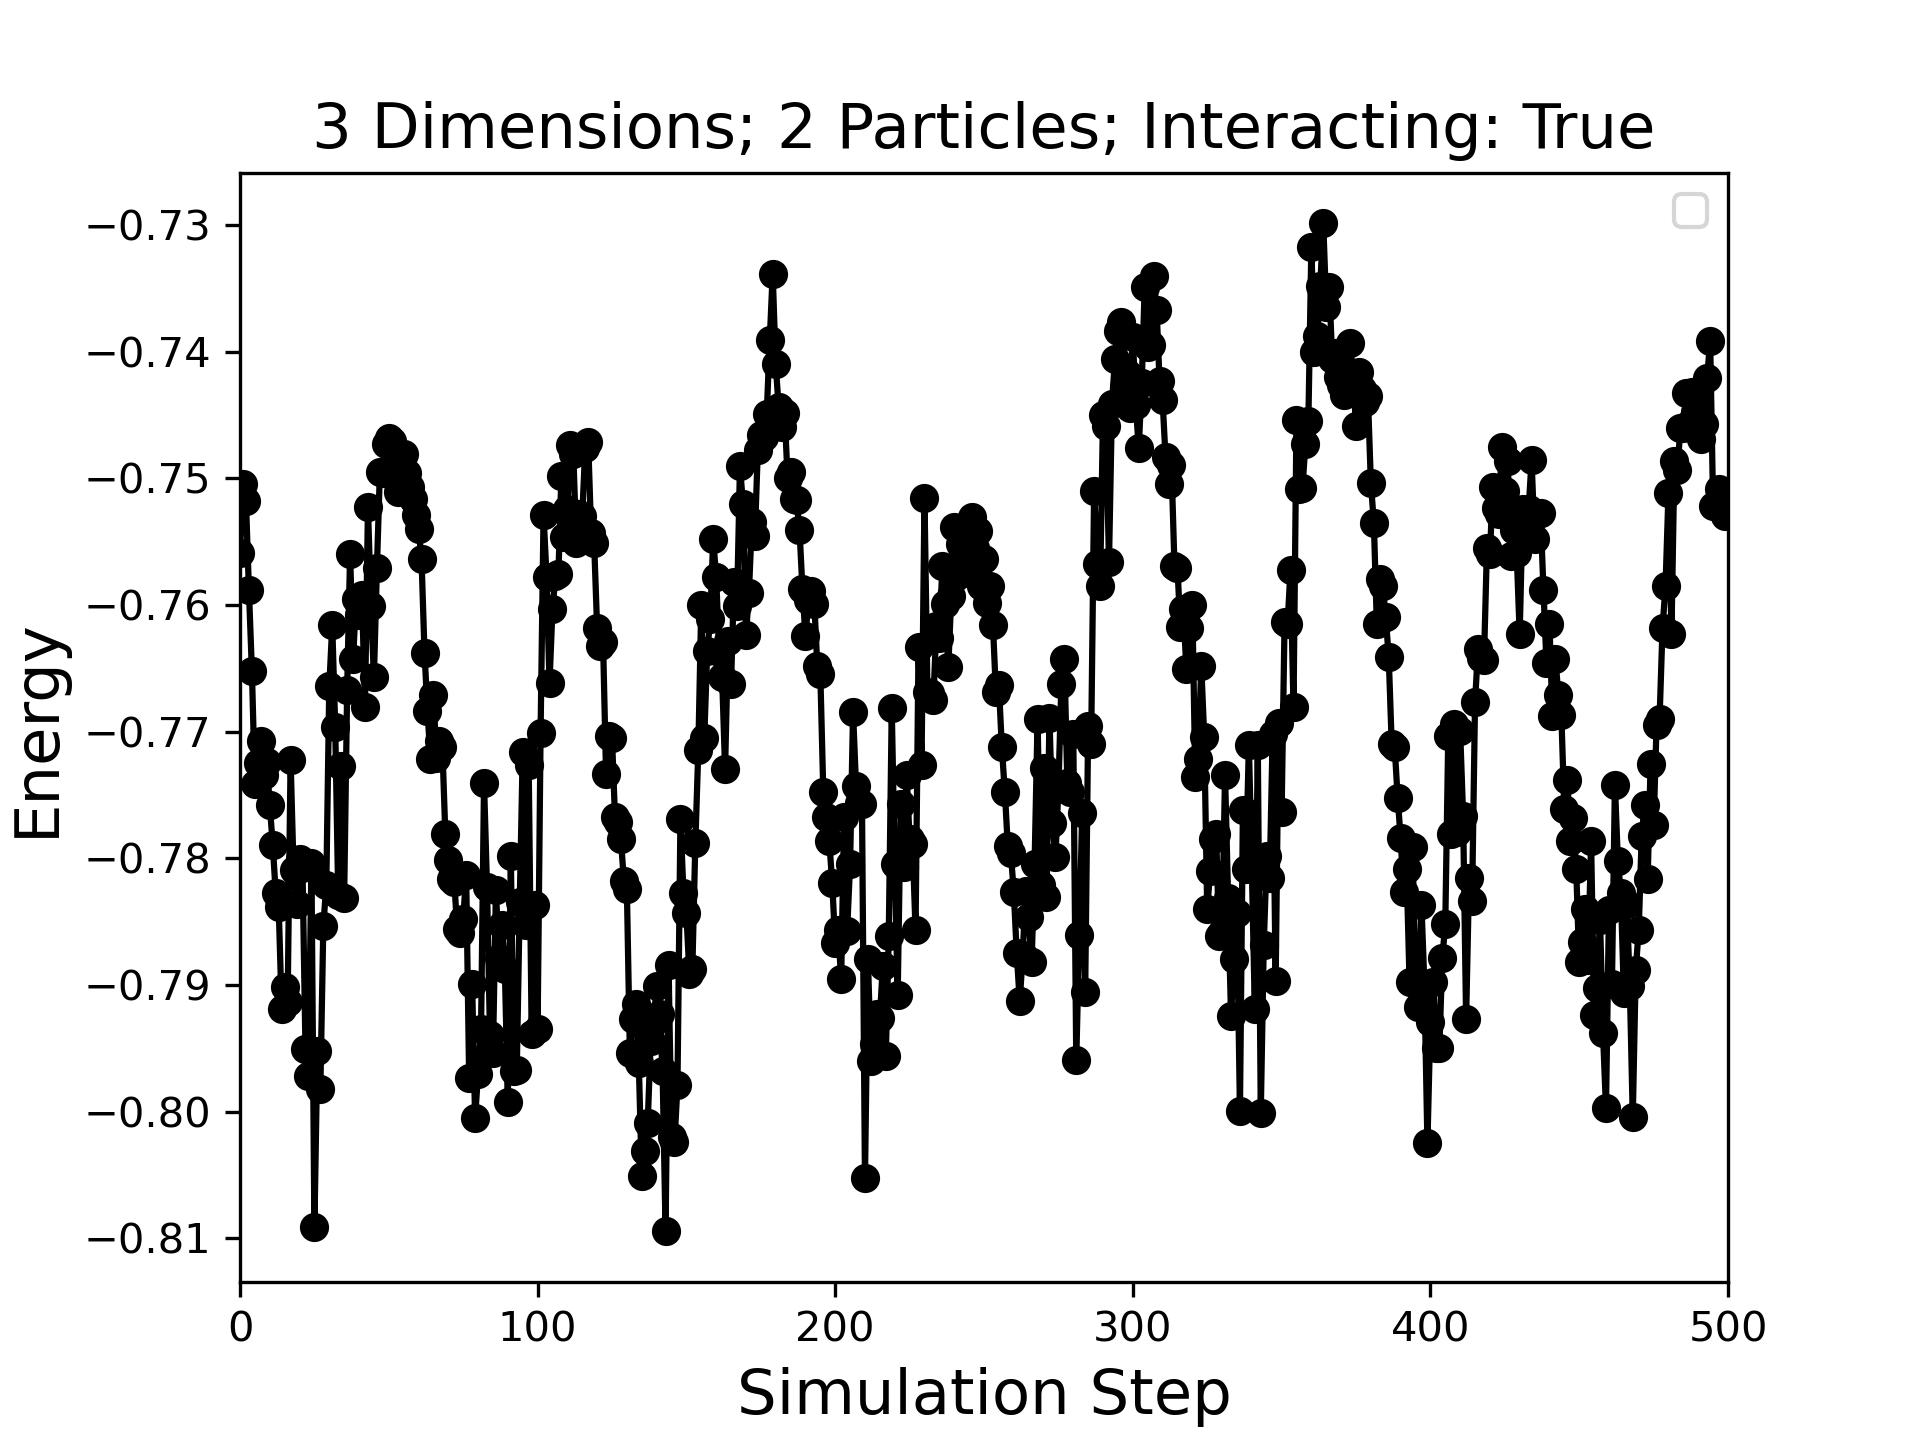 3 Dimensions; 2 Particles; Interacting: True
−0.73
−0.74
−0.75
−0.76
−0.77
−0.78
−0.79
−0.80
−0.81
Energy
0 100 200 300 400 500
Simulation Step